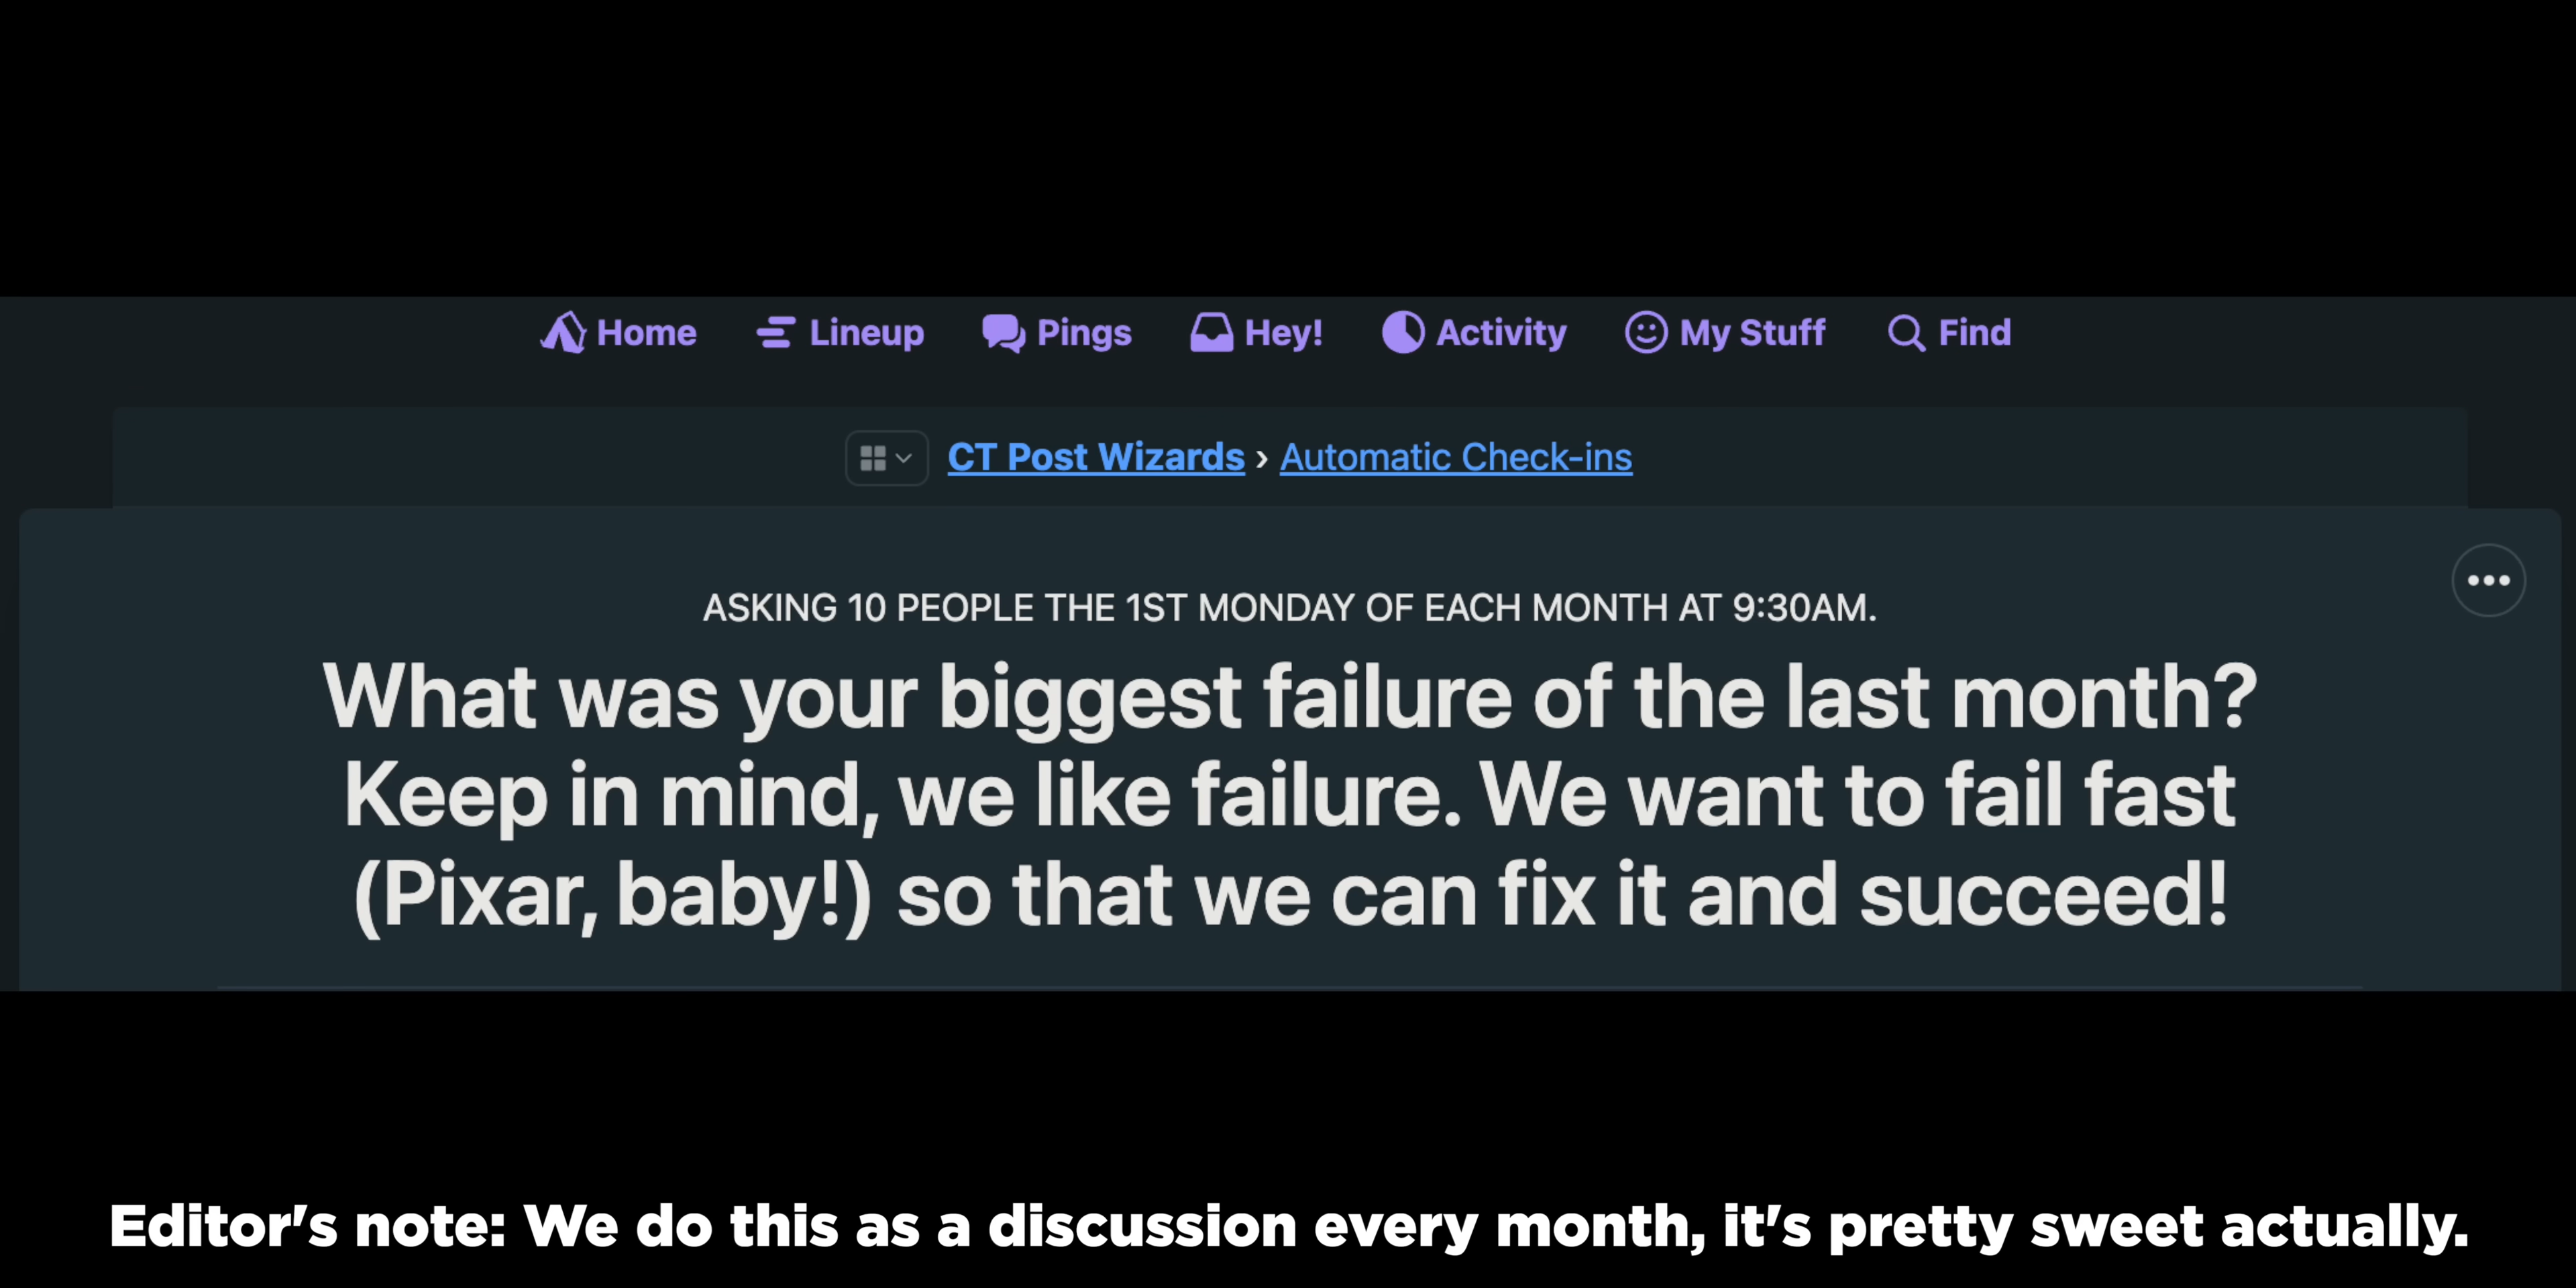 Home Lineup Pings Hey! Activity My Stuff Find
CT Post Wizards › Automatic Check-ins
ASKING 10 PEOPLE THE 1ST MONDAY OF EACH MONTH AT 9:30AM.
What was your biggest failure of the last month?
Keep in mind, we like failure. We want to fail fast
(Pixar, baby!) so that we can fix it and succeed!
Editor's note: We do this as a discussion every month, it's pretty sweet actually.